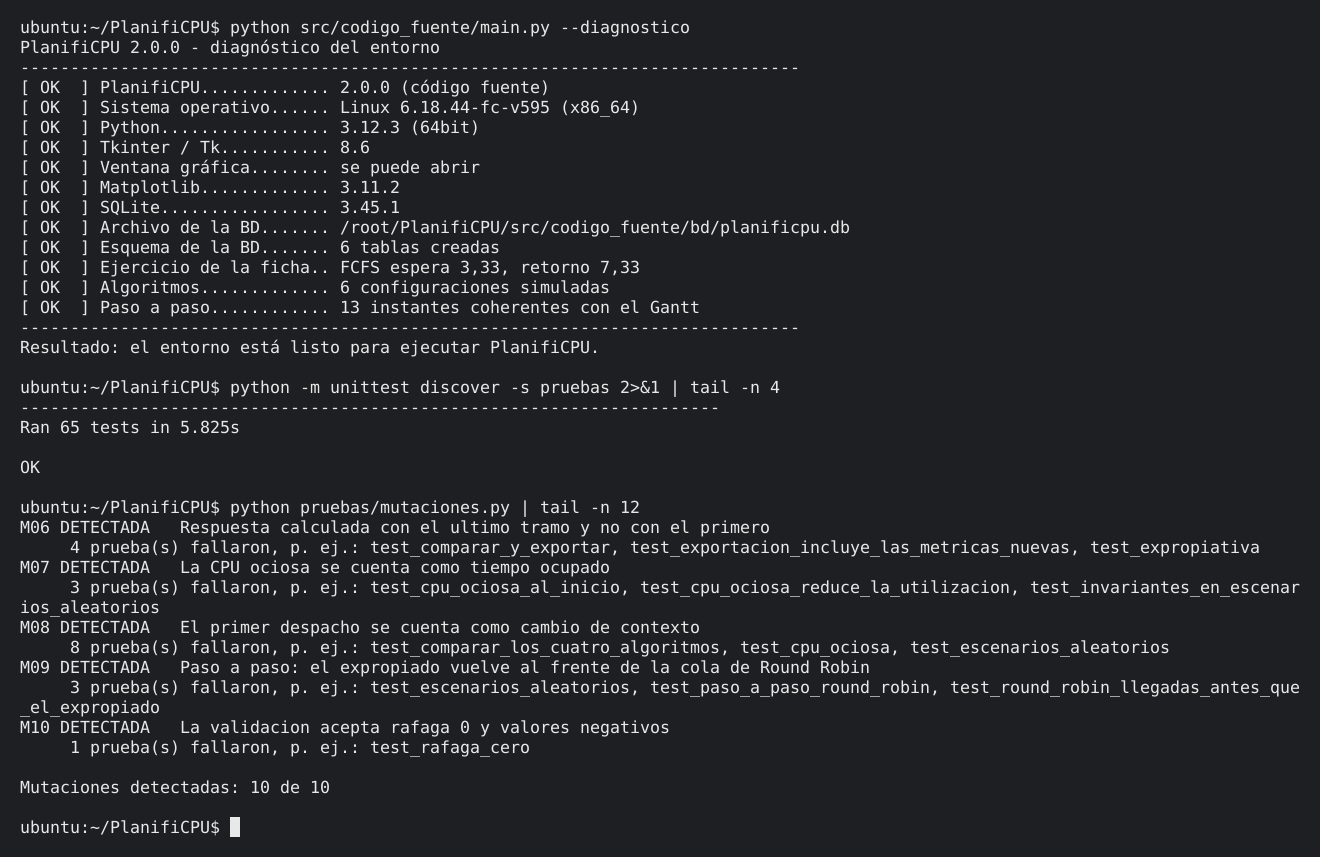 ubuntu:~/PlanifiCPU$ python src/codigo_fuente/main.py --diagnostico
PlanifiCPU 2.0.0 - diagnóstico del entorno
------------------------------------------------------------------------------
[ OK  ] PlanifiCPU............. 2.0.0 (código fuente)
[ OK  ] Sistema operativo...... Linux 6.18.44-fc-v595 (x86_64)
[ OK  ] Python................. 3.12.3 (64bit)
[ OK  ] Tkinter / Tk........... 8.6
[ OK  ] Ventana gráfica........ se puede abrir
[ OK  ] Matplotlib............. 3.11.2
[ OK  ] SQLite................. 3.45.1
[ OK  ] Archivo de la BD....... /root/PlanifiCPU/src/codigo_fuente/bd/planificpu.db
[ OK  ] Esquema de la BD....... 6 tablas creadas
[ OK  ] Ejercicio de la ficha.. FCFS espera 3,33, retorno 7,33
[ OK  ] Algoritmos............. 6 configuraciones simuladas
[ OK  ] Paso a paso............ 13 instantes coherentes con el Gantt
------------------------------------------------------------------------------
Resultado: el entorno está listo para ejecutar PlanifiCPU.
ubuntu:~/PlanifiCPU$ python -m unittest discover -s pruebas 2>&1 | tail -n 4
----------------------------------------------------------------------
Ran 65 tests in 5.825s
OK
ubuntu:~/PlanifiCPU$ python pruebas/mutaciones.py | tail -n 12
M06 DETECTADA   Respuesta calculada con el ultimo tramo y no con el primero
     4 prueba(s) fallaron, p. ej.: test_comparar_y_exportar, test_exportacion_incluye_las_metricas_nuevas, test_expropiativa
M07 DETECTADA   La CPU ociosa se cuenta como tiempo ocupado
     3 prueba(s) fallaron, p. ej.: test_cpu_ociosa_al_inicio, test_cpu_ociosa_reduce_la_utilizacion, test_invariantes_en_escenar
ios_aleatorios
M08 DETECTADA   El primer despacho se cuenta como cambio de contexto
     8 prueba(s) fallaron, p. ej.: test_comparar_los_cuatro_algoritmos, test_cpu_ociosa, test_escenarios_aleatorios
M09 DETECTADA   Paso a paso: el expropiado vuelve al frente de la cola de Round Robin
     3 prueba(s) fallaron, p. ej.: test_escenarios_aleatorios, test_paso_a_paso_round_robin, test_round_robin_llegadas_antes_que
_el_expropiado
M10 DETECTADA   La validacion acepta rafaga 0 y valores negativos
     1 prueba(s) fallaron, p. ej.: test_rafaga_cero
Mutaciones detectadas: 10 de 10
ubuntu:~/PlanifiCPU$